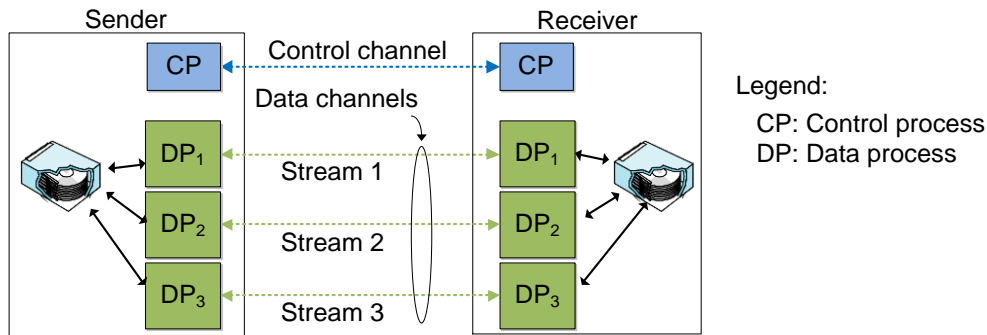 Sender
Receiver
CP
Control channel
CP
Data channels
DP₁
Stream 1
DP₁
DP₂
Stream 2
DP₂
DP₃
Stream 3
DP₃
Legend:
CP: Control process
DP: Data process